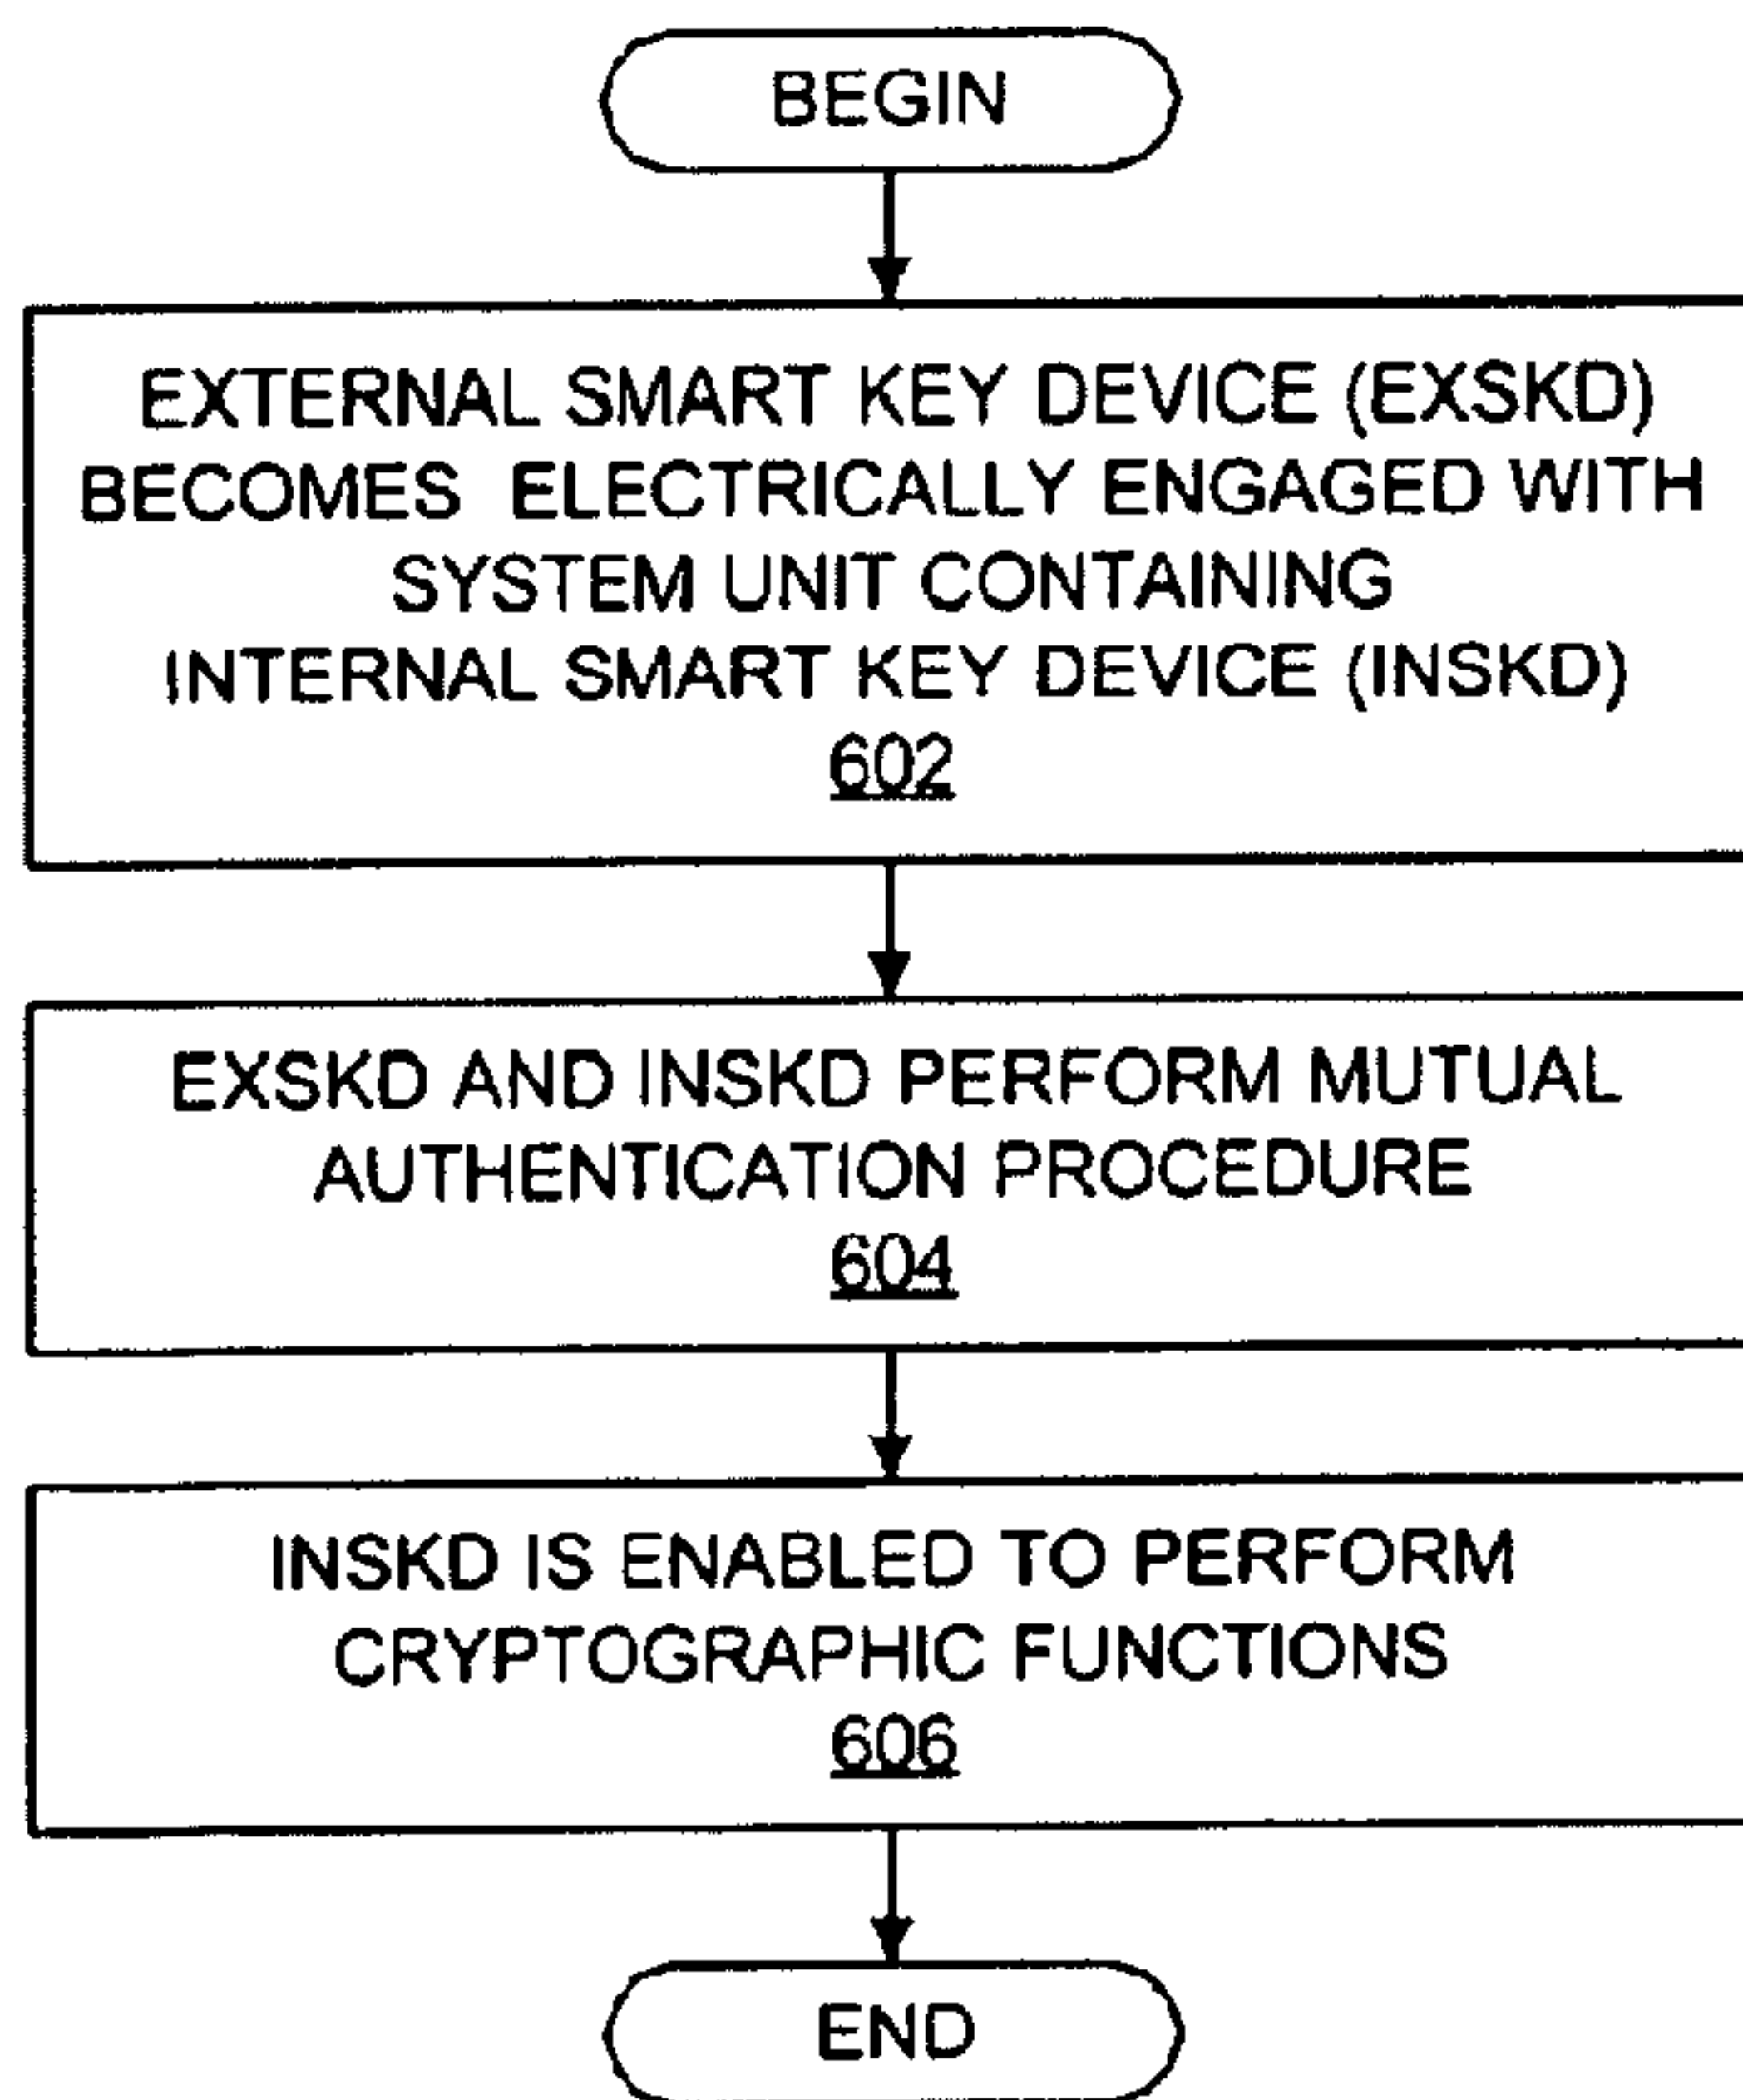 BEGIN
EXTERNAL SMART KEY DEVICE (EXSKD)
BECOMES ELECTRICALLY ENGAGED WITH
SYSTEM UNIT CONTAINING
INTERNAL SMART KEY DEVICE (INSKD)
602
EXSKD AND INSKD PERFORM MUTUAL
AUTHENTICATION PROCEDURE
604
INSKD IS ENABLED TO PERFORM
CRYPTOGRAPHIC FUNCTIONS
606
END